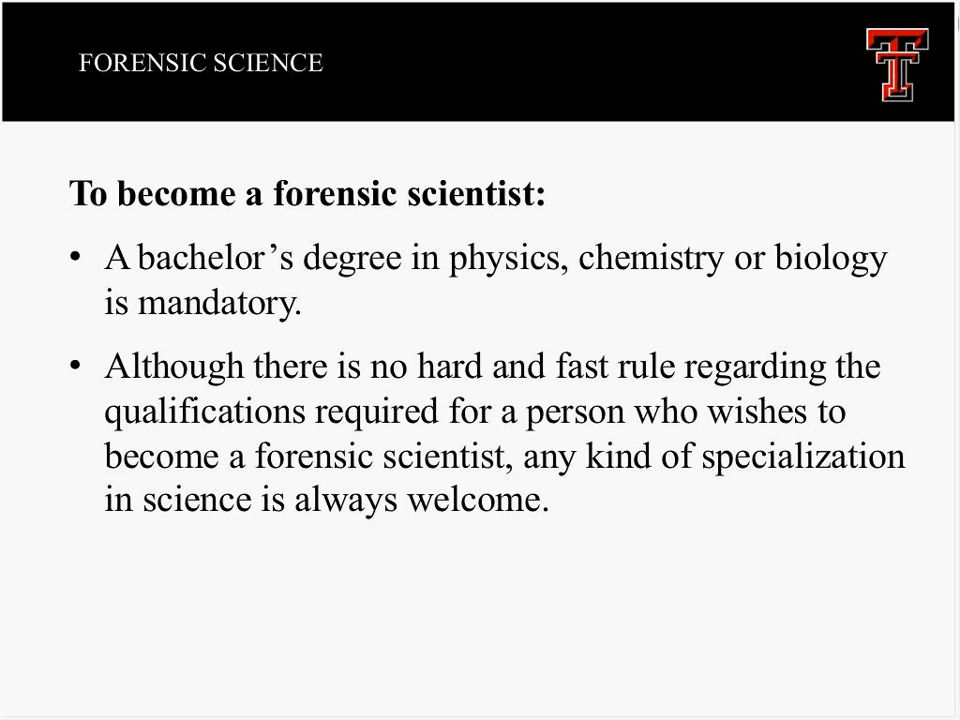 FORENSIC SCIENCE
To become a forensic scientist:
• A bachelor’s degree in physics, chemistry or biology
is mandatory.
• Although there is no hard and fast rule regarding the
qualifications required for a person who wishes to
become a forensic scientist, any kind of specialization
in science is always welcome.